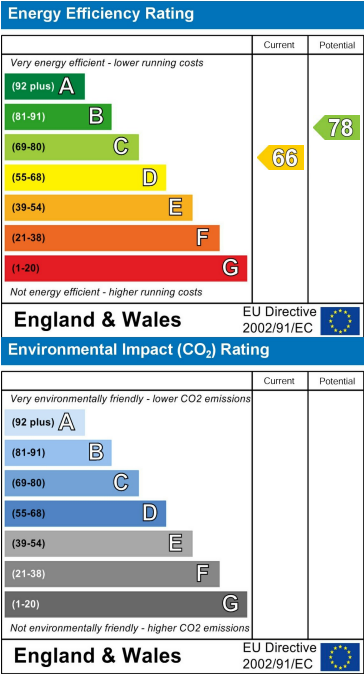 Energy Efficiency Rating
Current Potential
Very energy efficient - lower running costs
(92 plus) A
(81-91) B
(69-80) C
(55-68) D
(39-54) E
(21-38) F
(1-20) G
66
78
Not energy efficient - higher running costs
England & Wales
EU Directive
2002/91/EC
Environmental Impact (CO₂) Rating
Current Potential
Very environmentally friendly - lower CO2 emissions
(92 plus) A
(81-91) B
(69-80) C
(55-68) D
(39-54) E
(21-38) F
(1-20) G
Not environmentally friendly - higher CO2 emissions
England & Wales
EU Directive
2002/91/EC